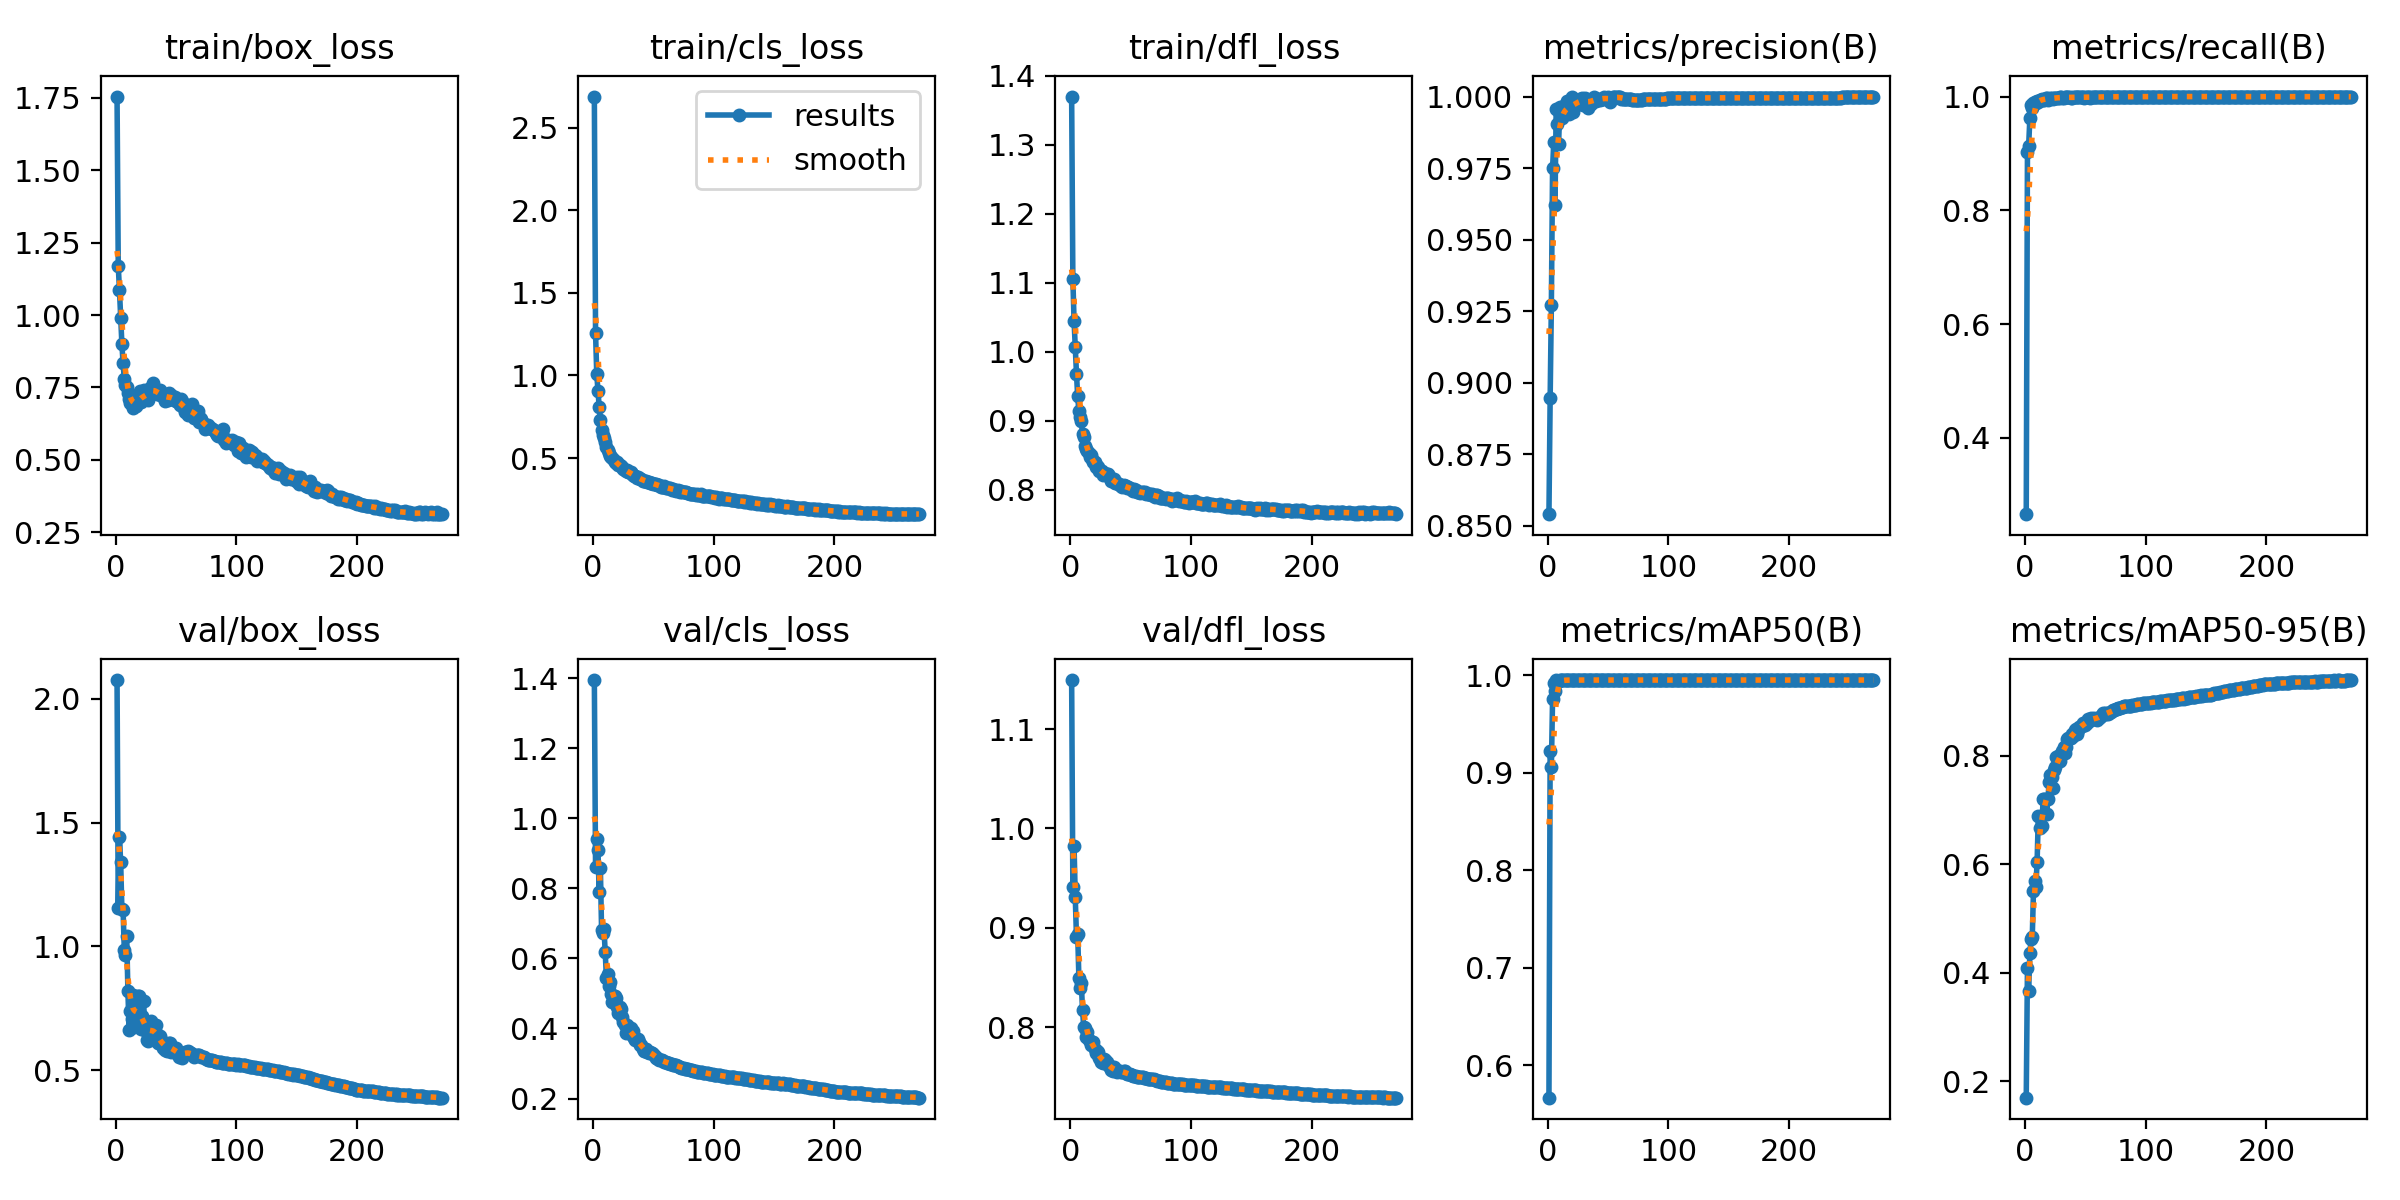 train/box_loss
train/cls_loss
train/dfl_loss
metrics/precision(B)
metrics/recall(B)
1.75
1.50
1.25
1.00
0.75
0.50
0.25
0 100 200
2.5
2.0
1.5
1.0
0.5
0 100 200
results
smooth
1.4
1.3
1.2
1.1
1.0
0.9
0.8
0 100 200
1.000
0.975
0.950
0.925
0.900
0.875
0.850
0 100 200
1.0
0.8
0.6
0.4
0 100 200
val/box_loss
val/cls_loss
val/dfl_loss
metrics/mAP50(B)
metrics/mAP50-95(B)
2.0
1.5
1.0
0.5
0 100 200
1.4
1.2
1.0
0.8
0.6
0.4
0.2
0 100 200
1.1
1.0
0.9
0.8
0 100 200
1.0
0.9
0.8
0.7
0.6
0 100 200
0.8
0.6
0.4
0.2
0 100 200